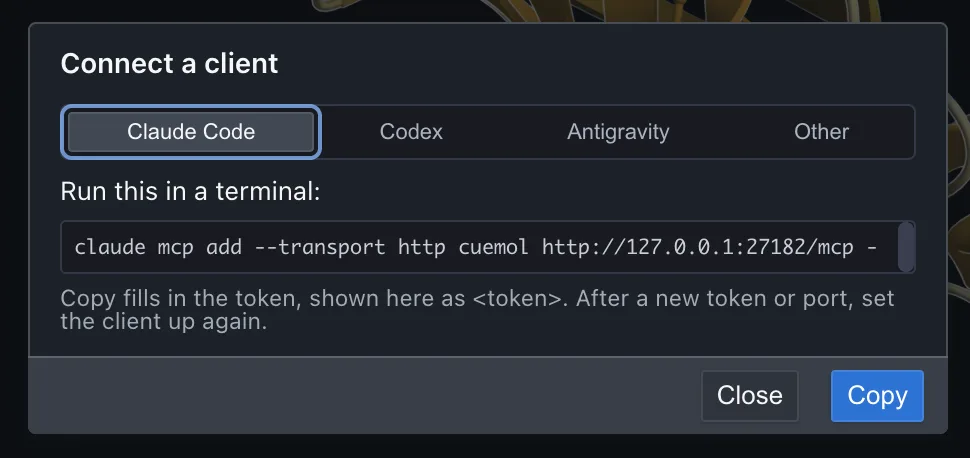 Connect a client
Claude Code
Codex
Antigravity
Other
Run this in a terminal:
claude mcp add --transport http cuemol http://127.0.0.1:27182/mcp -
Copy fills in the token, shown here as <token>. After a new token or port, set
the client up again.
Close
Copy